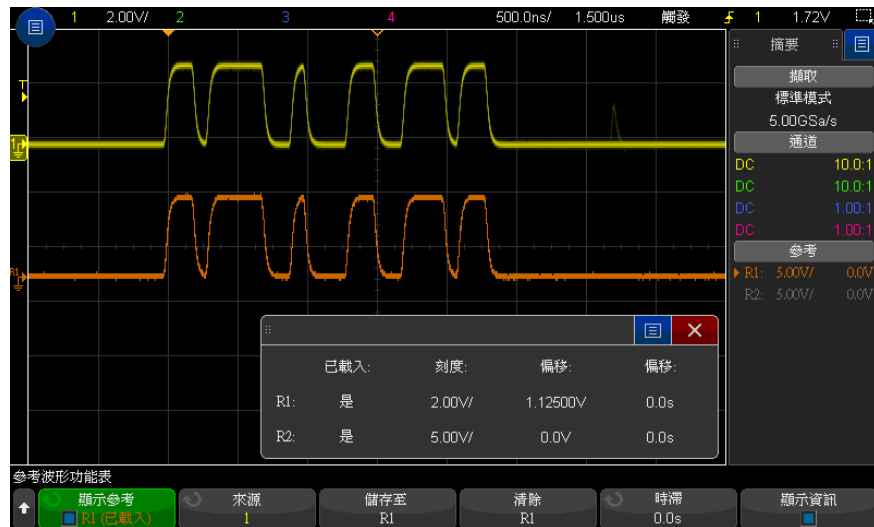 1 2.00V/ 2 3 4 500.0ns/ 1.500us 觸發 1 1.72V
摘要
擷取
標準模式
5.00GSa/s
通道
DC 10.0:1
DC 10.0:1
DC 1.00:1
DC 1.00:1
參考
R1: 5.00V/ 0.0V
R2: 5.00V/ 0.0V
T
1
R1
已載入: 刻度: 偏移: 偏移:
R1: 是 2.00V/ 1.12500V 0.0s
R2: 是 5.00V/ 0.0V 0.0s
參考波形功能表
顯示參考 來源 儲存至 清除 時滯 顯示資訊
R1 (已載入) 1 R1 R1 0.0s